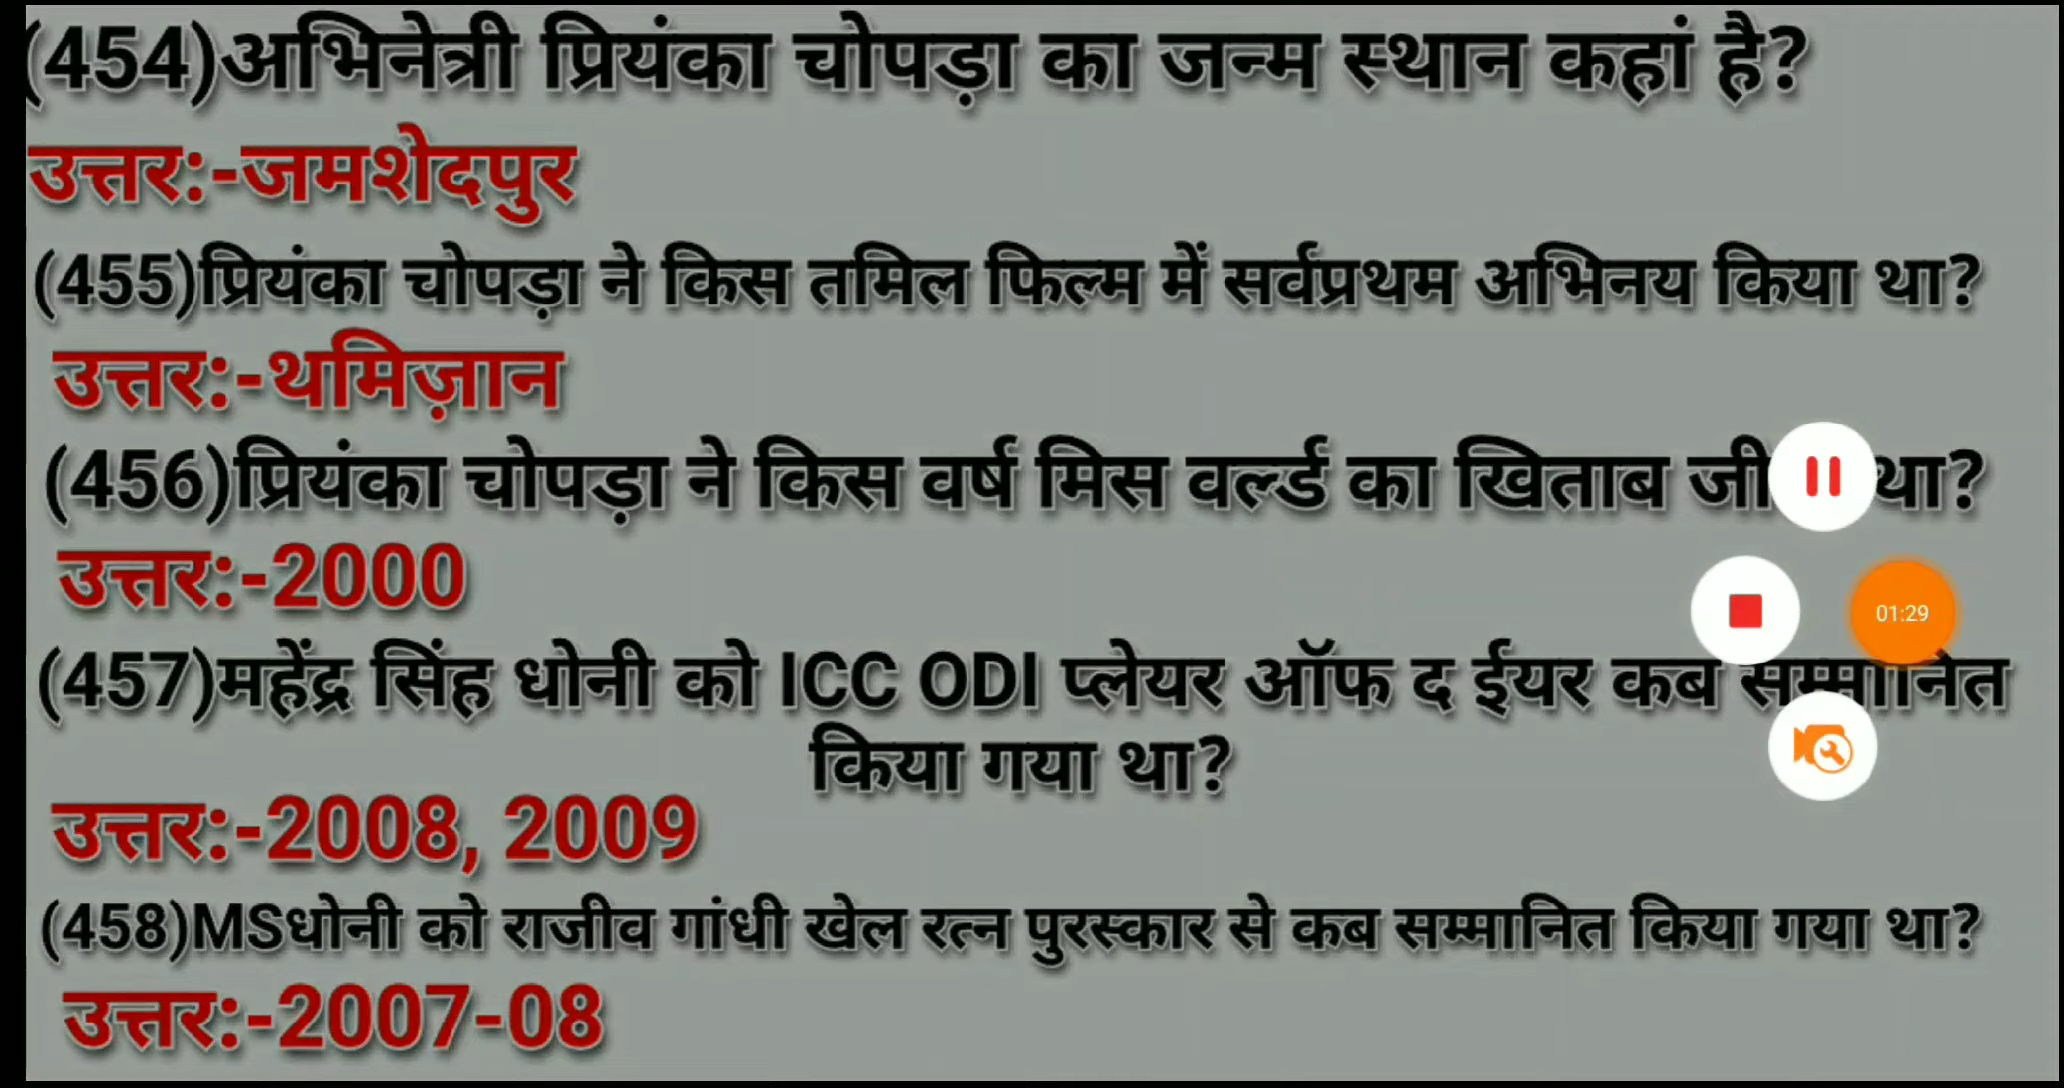 (454)अभिनेत्री प्रियंका चोपड़ा का जन्म स्थान कहां है?
उत्तर:-जमशेदपुर
(455)प्रियंका चोपड़ा ने किस तमिल फिल्म में सर्वप्रथम अभिनय किया था?
उत्तर:-थमिज़ान
(456)प्रियंका चोपड़ा ने किस वर्ष मिस वर्ल्ड का खिताब जी था?
उत्तर:-2000
01:29
(457)महेंद्र सिंह धोनी को ICC ODI प्लेयर ऑफ द ईयर कब सम्मानित
किया गया था?
उत्तर:-2008, 2009
(458)MSधोनी को राजीव गांधी खेल रत्न पुरस्कार से कब सम्मानित किया गया था?
उत्तर:-2007-08